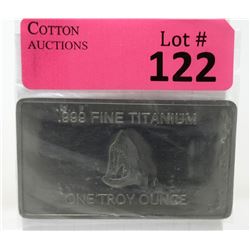 COTTON
AUCTIONS
Lot #
122
.999 FINE TITANIUM
ONE TROY OUNCE